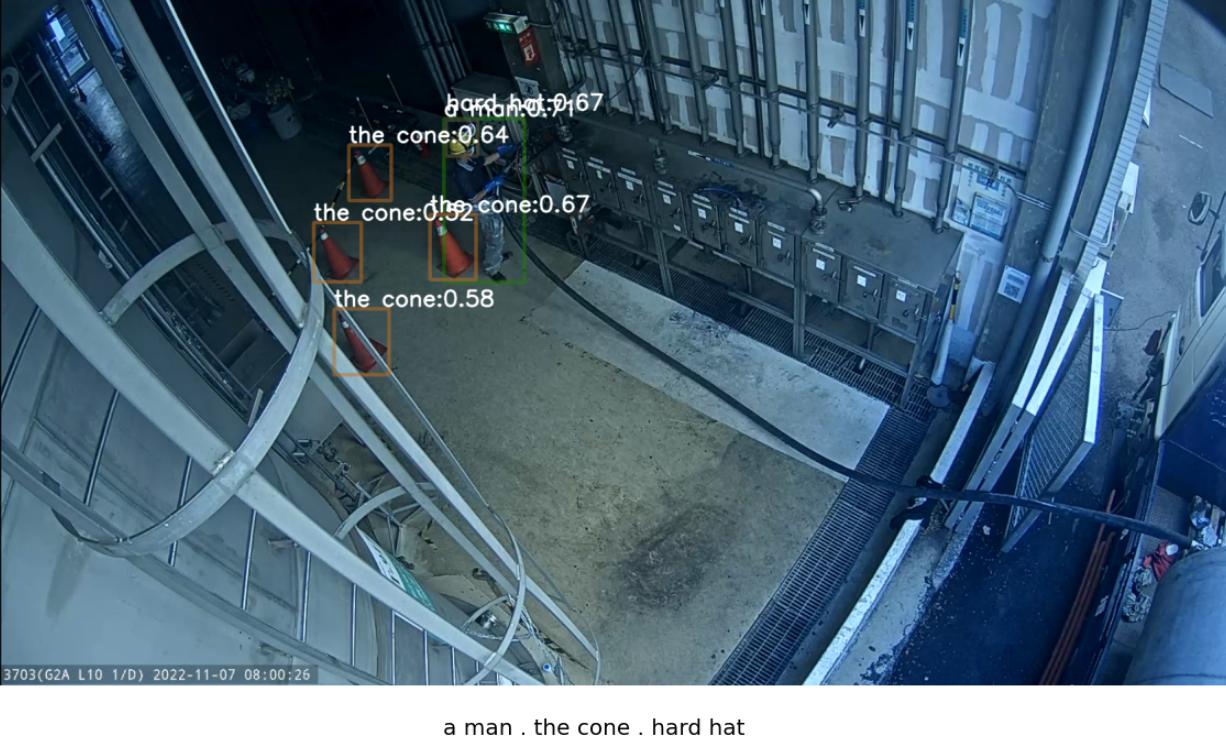 hard hat:0.67
a man:0.71
the cone:0.64
the cone:0.67
the cone:0.52
the cone:0.58
3703(G2A L10 1/D) 2022-11-07 08:00:26
a man . the cone . hard hat